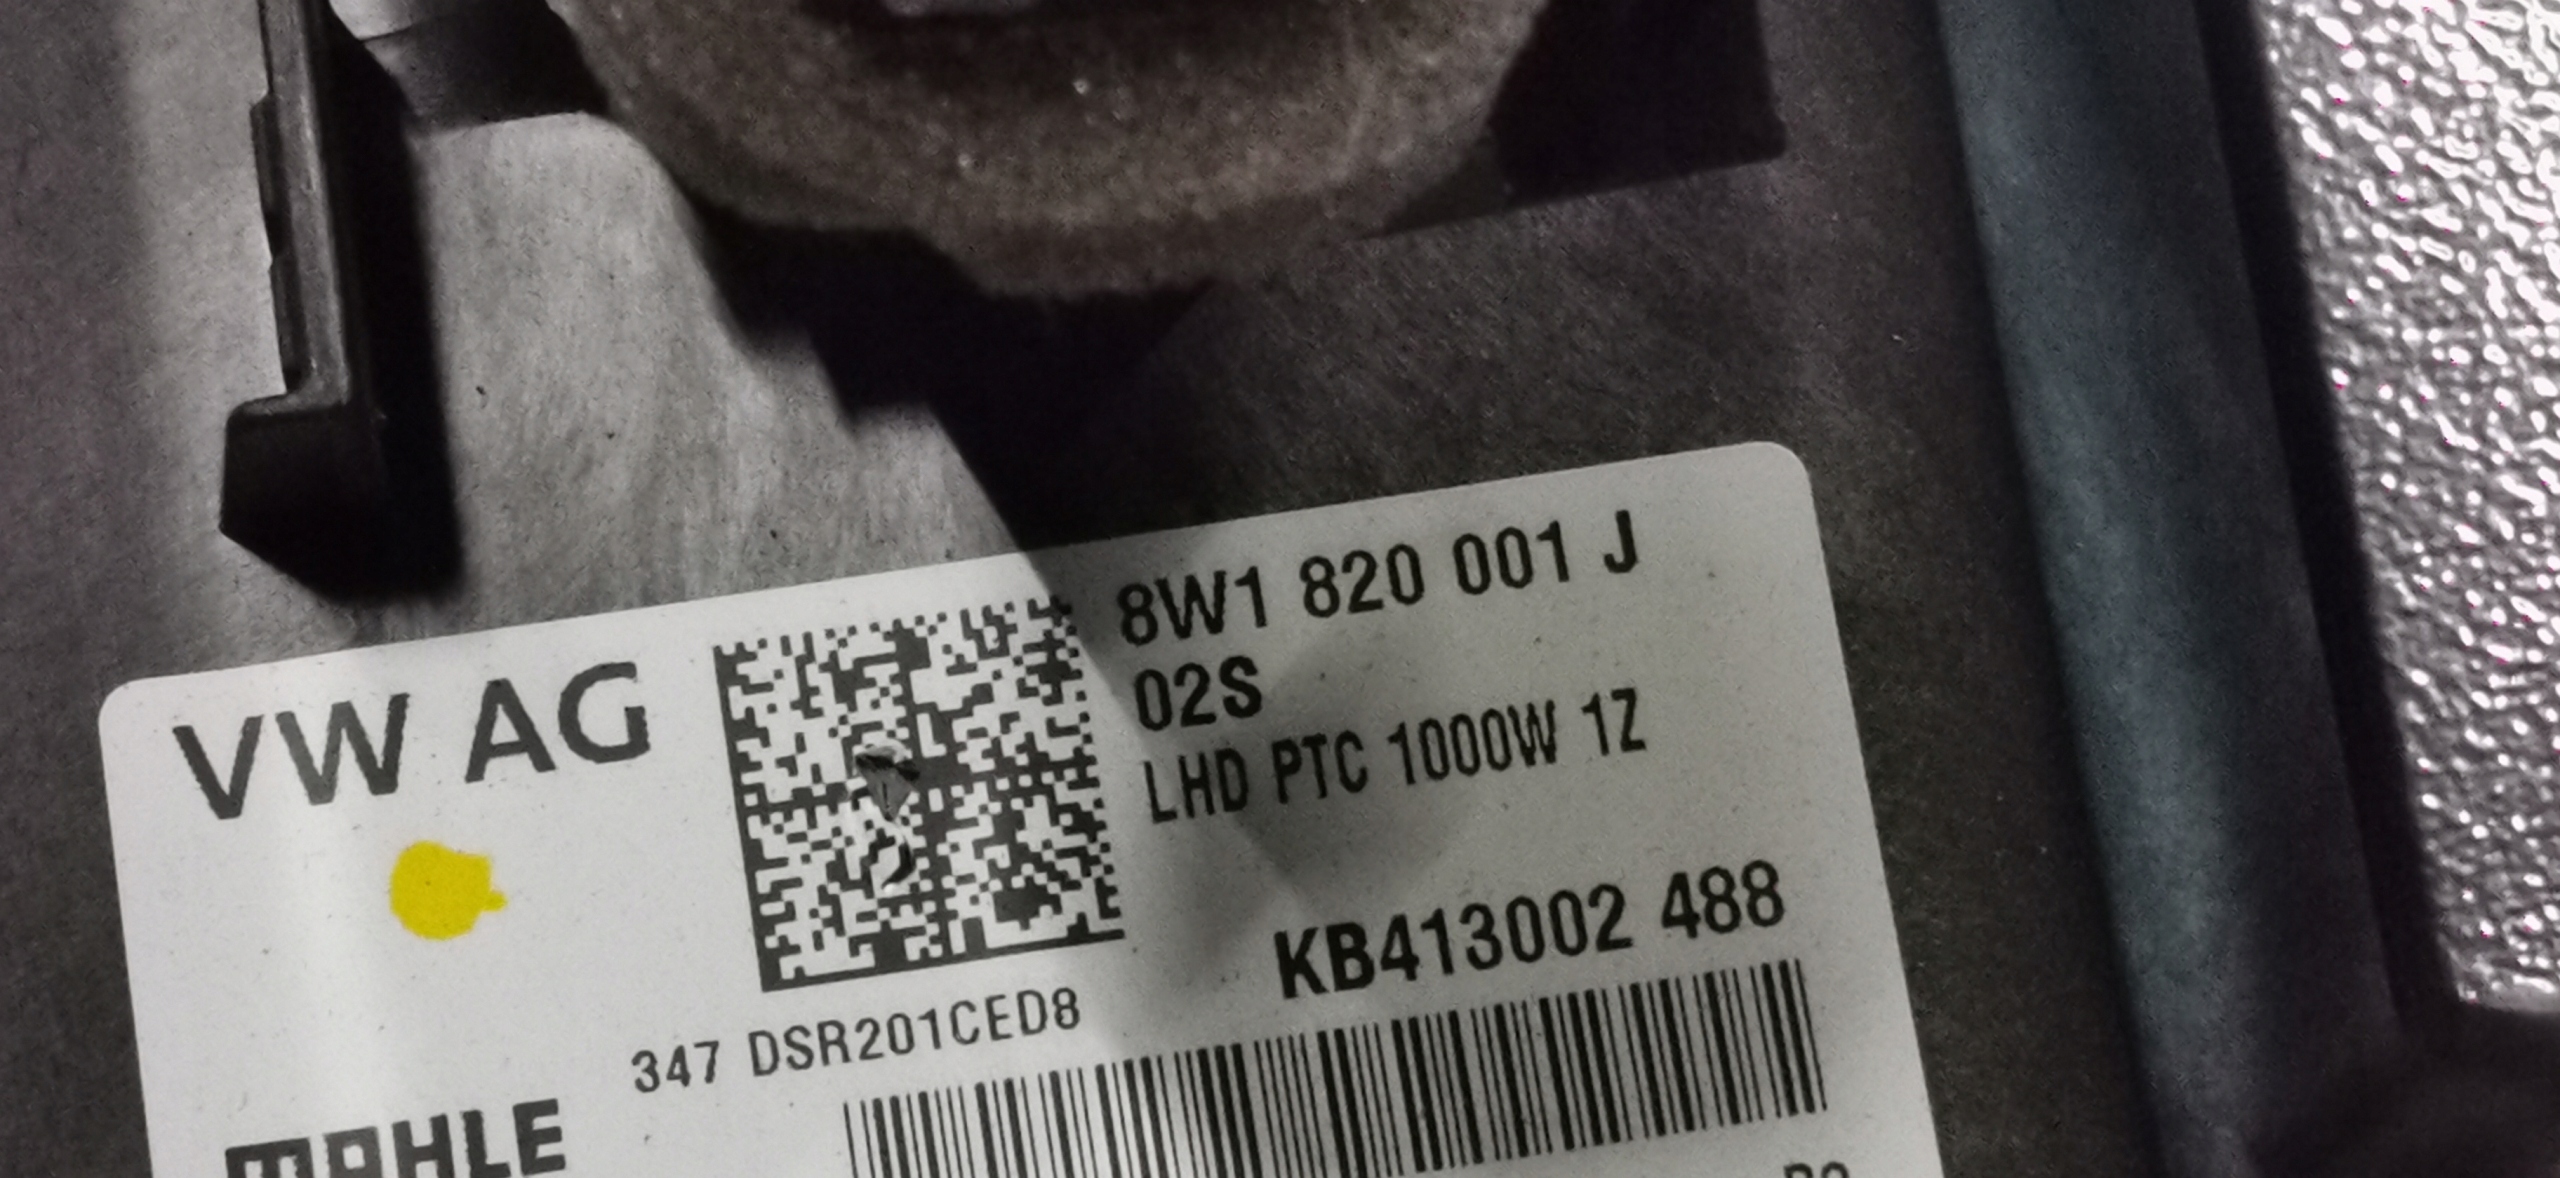 8W1 820 001 J
02S
LHD PTC 1000W 1Z
VW AG
KB413002 488
347 DSR201CED8
MAHLE